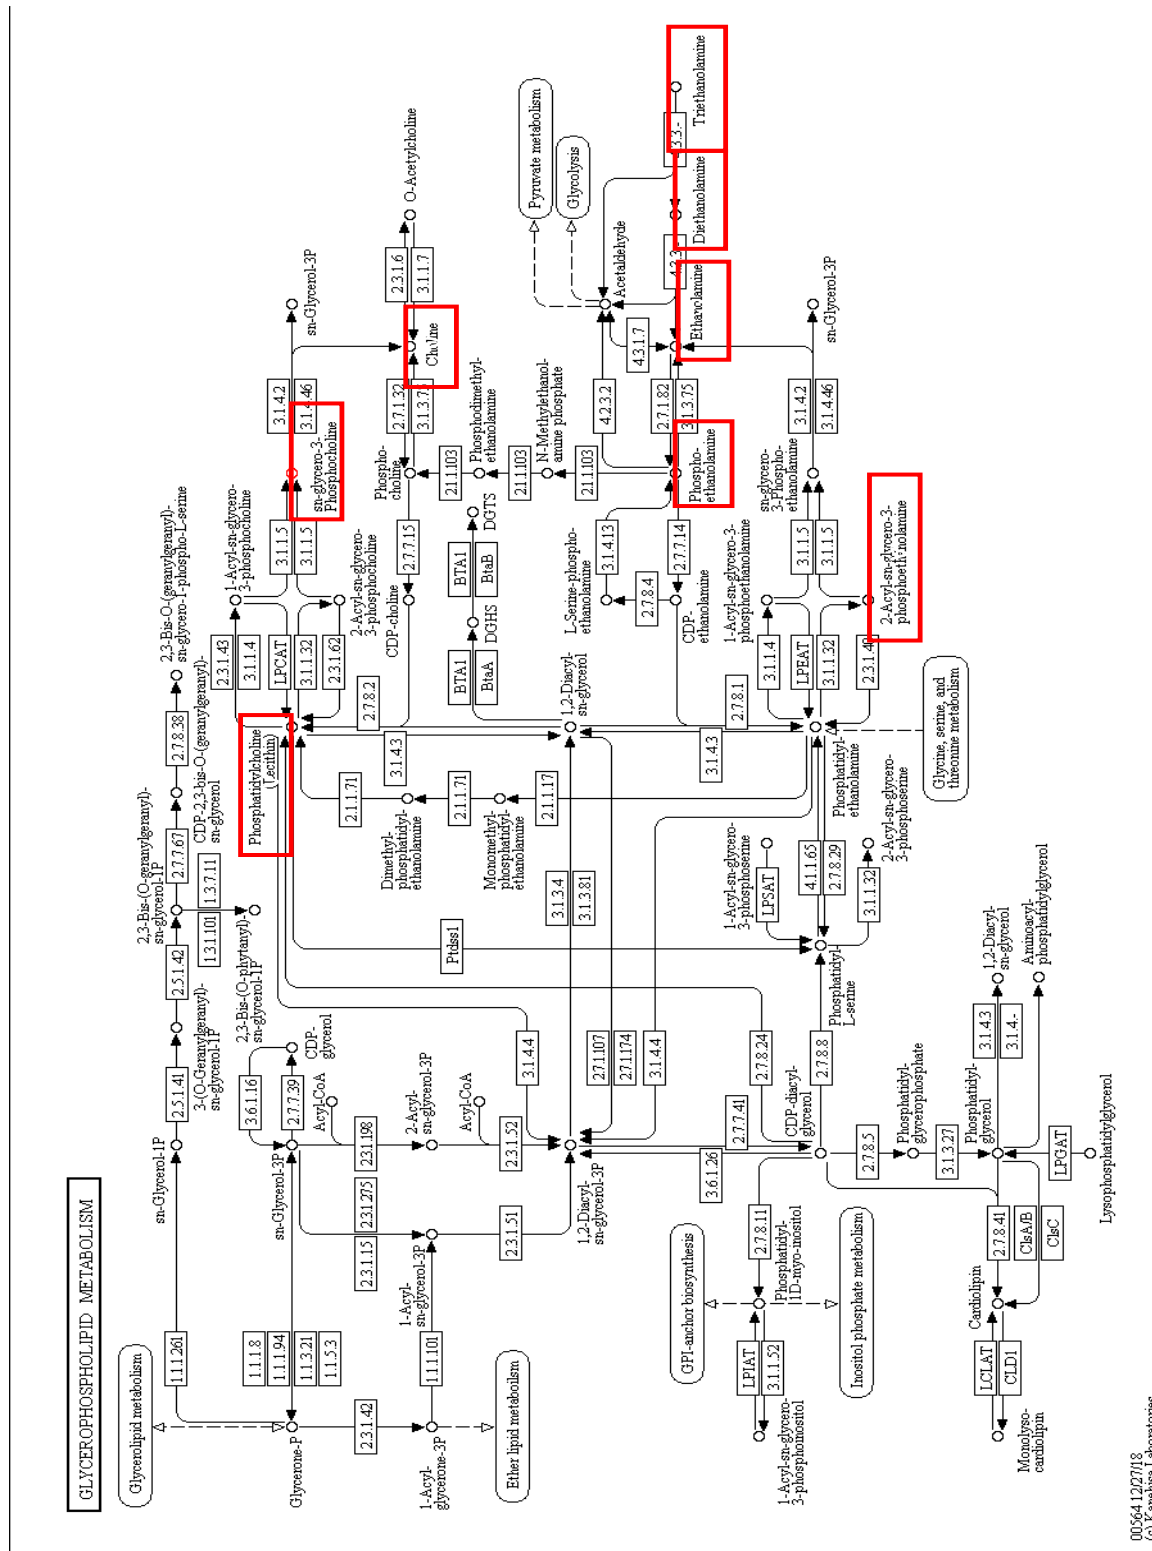 GLYCEROPHOSPHOLIPID METABOLISM
Glycerolipid metabolism
1.1.1.261
sn-Glycerol-1P
2.5.1.41
3-(O-Geranylgeranyl)-
sn-glycerol-1P
2.5.1.42
2,3-Bis-(O-geranylgeranyl)-
sn-glycerol-1P
2.7.7.67
CDP-2,3-bis-O-(geranylgeranyl)-
sn-glycerol
2.7.8.38
2,3-Bis-O-(geranylgeranyl)-
sn-glycero-1-phospho-L-serine
1.3.1.101
1.3.7.11
2,3-Bis-(O-phytanyl)-
sn-glycerol-1P
Glycerone-P
1.1.1.8
1.1.1.94
1.1.3.21
1.1.5.3
sn-Glycerol-3P
3.6.1.16
2.7.7.39
CDP-
glycerol
Acyl-CoA
2.3.1.198
2-Acyl-
sn-glycerol-3P
Acyl-CoA
2.3.1.52
2.3.1.15
2.3.1.275
2.3.1.42
1-Acyl-
glycerone-3P
1.1.1.101
1-Acyl-
sn-glycerol-3P
2.3.1.51
1,2-Diacyl-
sn-glycerol-3P
Ether lipid metaboilsm
Phosphatidylcholine
(Lecithin)
2.3.1.43
3.1.1.4
LPCAT
3.1.1.32
2.3.1.62
1-Acyl-sn-glycero-
3-phosphocholine
2-Acyl-sn-glycero-
3-phosphocholine
3.1.1.5
3.1.1.5
sn-glycero-3-
Phosphocholine
3.1.4.2
3.1.4.46
sn-Glycerol-3P
2.7.8.2
CDP-choline
2.7.7.15
Phospho-
choline
2.7.1.32
3.1.3.75
Choline
2.3.1.6
3.1.1.7
O-Acetylcholine
3.1.4.3
2.1.1.71
Dimethyl-
phosphatidyl-
ethanolamine
2.1.1.71
Monomethyl-
phosphatidyl-
ethanolamine
2.1.1.17
BTA1
BtaA
DGHS
BTA1
BtaB
DGTS
2.1.1.103
Phosphodimethyl-
ethanolamine
2.1.1.103
N-Methylethanol-
amine phosphate
2.1.1.103
Ptdss1
3.1.3.4
3.1.3.81
1,2-Diacyl-
sn-glycerol
3.1.4.4
2.7.1.107
2.7.1.174
3.1.4.4
2.7.8.24
2.7.7.41
3.6.1.26
CDP-diacyl-
glycerol
2.7.8.8
Phosphatidyl-
L-serine
LPSAT
1-Acyl-sn-glycero-
3-phosphoserine
3.1.1.32
2-Acyl-sn-glycero-
3-phosphoserine
4.1.1.65
2.7.8.29
Phosphatidyl-
ethanolamine
3.1.4.3
2.7.8.1
CDP-
ethanolamine
2.7.8.4
L-Serine-phospho-
ethanolamine
3.1.4.13
2.7.7.14
Phospho-
ethanolamine
4.2.3.2
2.7.1.82
3.1.3.75
4.3.1.7
Ethanolamine
Acetaldehyde
Pyruvate metabolism
Glycolysis
Diethanolamine
3.3.-
Triethanolamine
3.1.1.4
LPEAT
3.1.1.32
2.3.1.40
1-Acyl-sn-glycero-3-
phosphoethanolamine
2-Acyl-sn-glycero-3-
phosphoethanolamine
3.1.1.5
3.1.1.5
sn-glycero-
3-Phospho-
ethanolamine
3.1.4.2
3.1.4.46
sn-Glycerol-3P
Glycine, serine, and
threonine metabolism
GPI-anchor biosynthesis
2.7.8.11
Phosphatidyl-
1D-myo-inositol
LPIAT
3.1.1.52
1-Acyl-sn-glycero-
3-phosphomositol
Inositol phosphate metabolism
2.7.8.5
Phosphatidyl-
glycerophosphate
3.1.3.27
Phosphatidyl-
glycerol
3.1.4.3
3.1.4.-
1,2-Diacyl-
sn-glycerol
Aminoacyl-
phosphatidylglycerol
2.7.8.41
ClsA/B
ClsC
LPGAT
Lysophosphatidylglycerol
Cardiolipin
LCLAT
CLD1
Monolyso-
cardiolipin
00564 12/27/18
(c) Kanehisa Laboratories